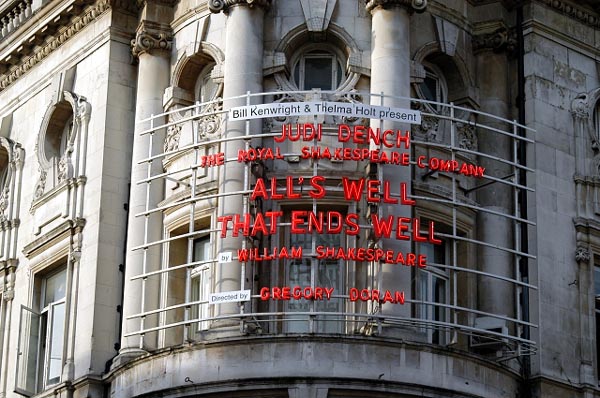 Bill Kenwright & Thelma Holt present
JUDI DENCH
THE ROYAL SHAKESPEARE COMPANY
ALL'S WELL
THAT ENDS WELL
by WILLIAM SHAKESPEARE
Directed by GREGORY DORAN